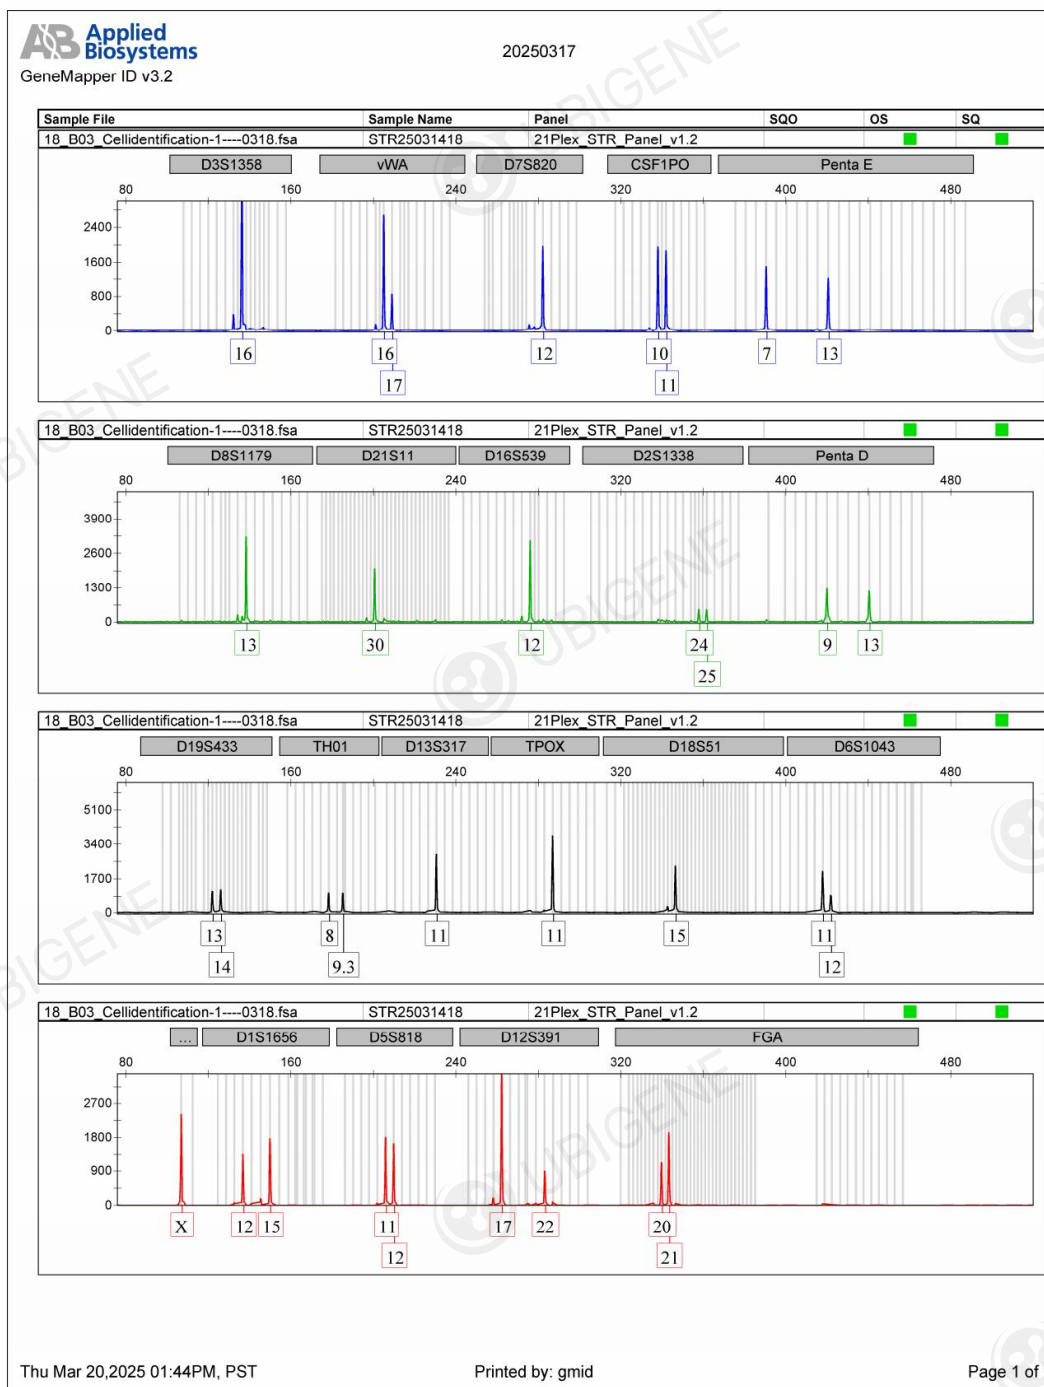 AB Applied
Biosystems
20250317
GeneMapper ID v3.2
Sample File Sample Name Panel SQO OS SQ
18_B03_Cellidentification-1----0318.fsa STR25031418 21Plex_STR_Panel_v1.2
D3S1358 vWA D7S820 CSF1PO Penta E
80 160 240 320 400 480
2400
1600
800
0
16 16 12 10 7 13
17 11
18_B03_Cellidentification-1----0318.fsa STR25031418 21Plex_STR_Panel_v1.2
D8S1179 D21S11 D16S539 D2S1338 Penta D
80 160 240 320 400 480
3900
2600
1300
0
13 30 12 24 9 13
25
18_B03_Cellidentification-1----0318.fsa STR25031418 21Plex_STR_Panel_v1.2
D19S433 TH01 D13S317 TPOX D18S51 D6S1043
80 160 240 320 400 480
5100
3400
1700
0
13 8 11 11 15 11
14 9.3 12
18_B03_Cellidentification-1----0318.fsa STR25031418 21Plex_STR_Panel_v1.2
... D1S1656 D5S818 D12S391 FGA
80 160 240 320 400 480
2700
1800
900
0
X 12 15 11 17 22 20
12 21
Thu Mar 20,2025 01:44PM, PST Printed by: gmid Page 1 of
UBIGENE
UBIGENE
UBIGENE
UBIGENE
UBIGENE